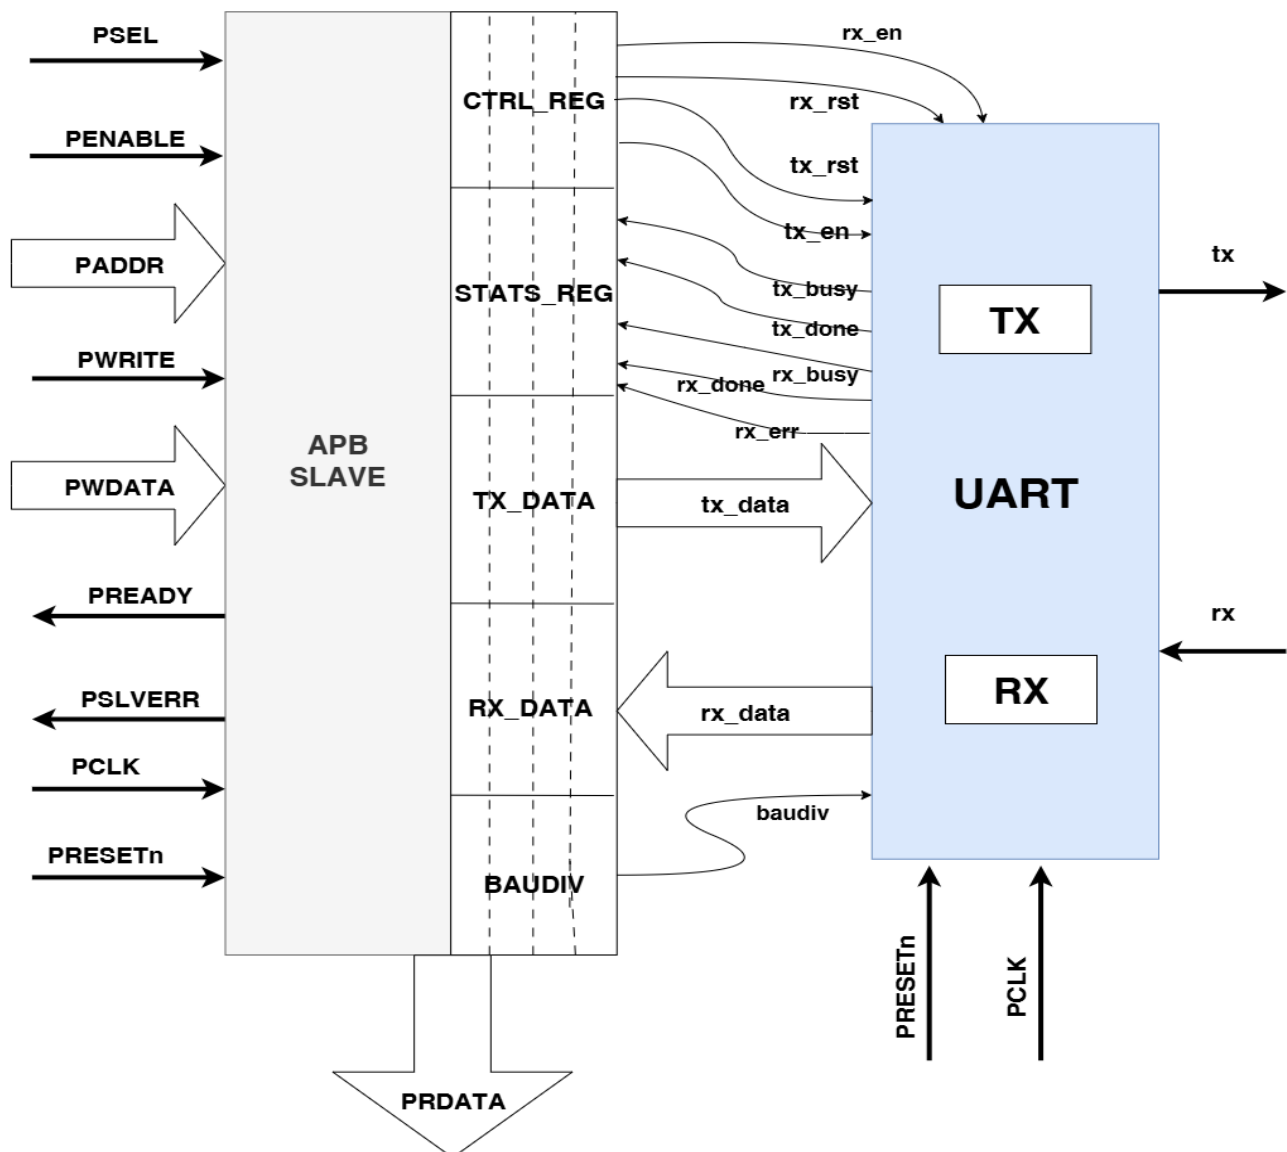 PSEL
PENABLE
PADDR
PWRITE
PWDATA
PREADY
PSLVERR
PCLK
PRESETn
APB
SLAVE
CTRL_REG
STATS_REG
TX_DATA
RX_DATA
BAUDIV
PRDATA
rx_en
rx_rst
tx_rst
tx_en
tx_busy
tx_done
rx_busy
rx_done
rx_err
tx_data
rx_data
baudiv
TX
UART
RX
tx
rx
PRESETn
PCLK